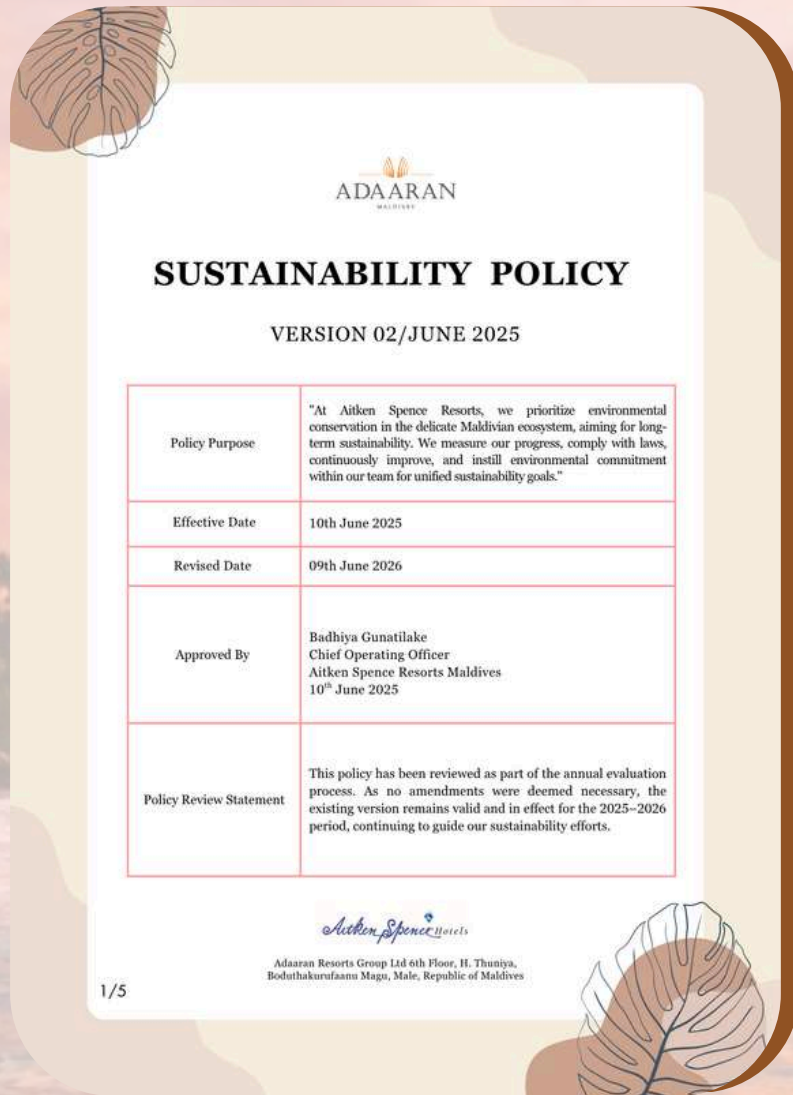 ADAARAN
MALDIVES
SUSTAINABILITY POLICY
VERSION 02/JUNE 2025
Policy Purpose
"At Aitken Spence Resorts, we prioritize environmental
conservation in the delicate Maldivian ecosystem, aiming for long-
term sustainability. We measure our progress, comply with laws,
continuously improve, and instill environmental commitment
within our team for unified sustainability goals."
Effective Date
10th June 2025
Revised Date
09th June 2026
Approved By
Badhiya Gunatilake
Chief Operating Officer
Aitken Spence Resorts Maldives
10th June 2025
Policy Review Statement
This policy has been reviewed as part of the annual evaluation
process. As no amendments were deemed necessary, the
existing version remains valid and in effect for the 2025–2026
period, continuing to guide our sustainability efforts.
Aitken Spence Hotels
Adaaran Resorts Group Ltd 6th Floor, H. Thuniya,
Boduthakurufaanu Magu, Male, Republic of Maldives
1/5